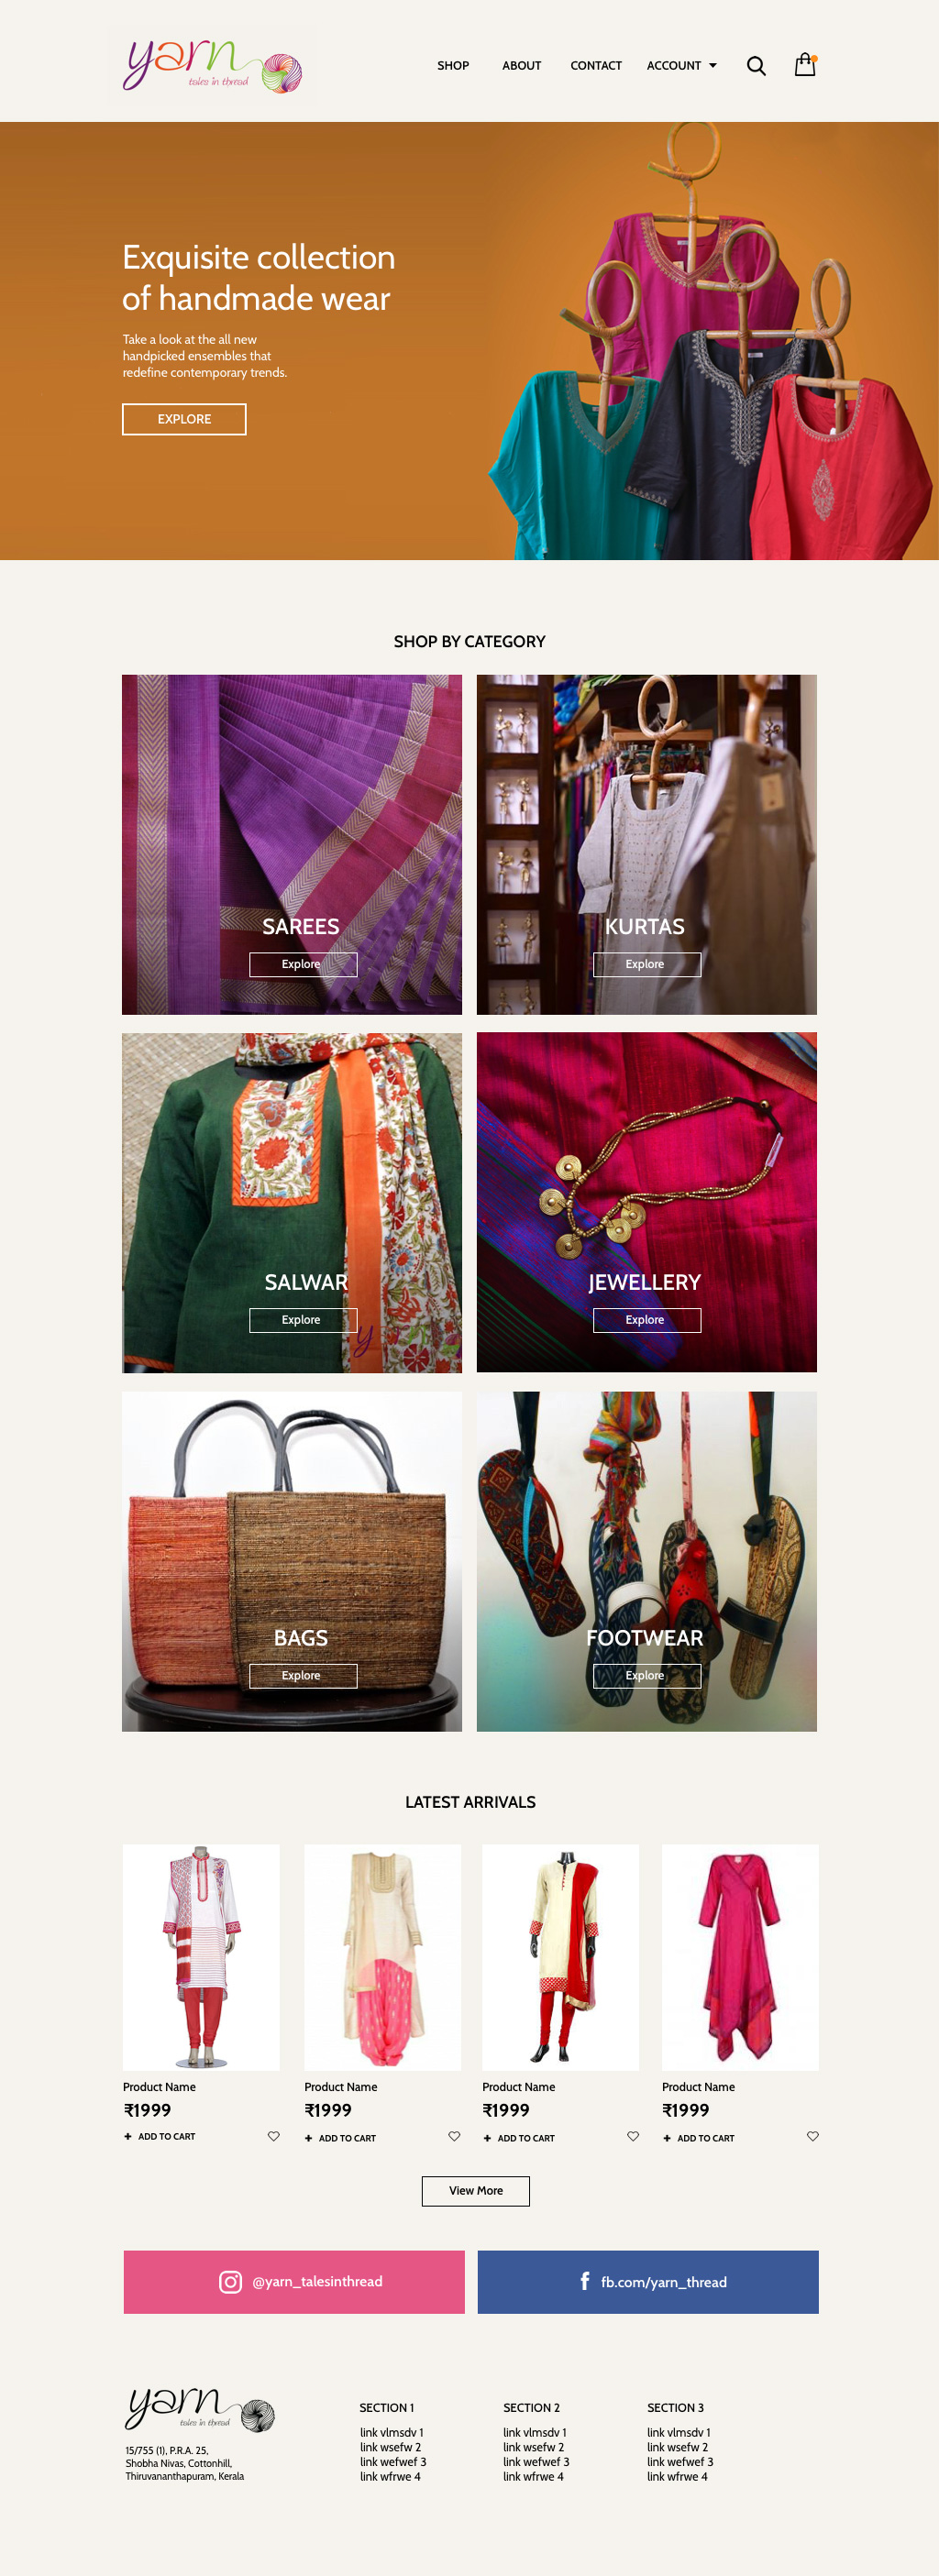 yarn
tales in thread
SHOP ABOUT CONTACT ACCOUNT
Exquisite collection
of handmade wear
Take a look at the all new
handpicked ensembles that
redefine contemporary trends.
EXPLORE
SHOP BY CATEGORY
SAREES
Explore
KURTAS
Explore
SALWAR
Explore
y
JEWELLERY
Explore
BAGS
Explore
FOOTWEAR
Explore
LATEST ARRIVALS
Product Name
₹1999
+ ADD TO CART
Product Name
₹1999
+ ADD TO CART
Product Name
₹1999
+ ADD TO CART
Product Name
₹1999
+ ADD TO CART
View More
@yarn_talesinthread
fb.com/yarn_thread
yarn
tales in thread
15/755 (1), P.R.A. 25,
Shobha Nivas, Cottonhill,
Thiruvananthapuram, Kerala
SECTION 1
link vlmsdv 1
link wsefw 2
link wefwef 3
link wfrwe 4
SECTION 2
link vlmsdv 1
link wsefw 2
link wefwef 3
link wfrwe 4
SECTION 3
link vlmsdv 1
link wsefw 2
link wefwef 3
link wfrwe 4